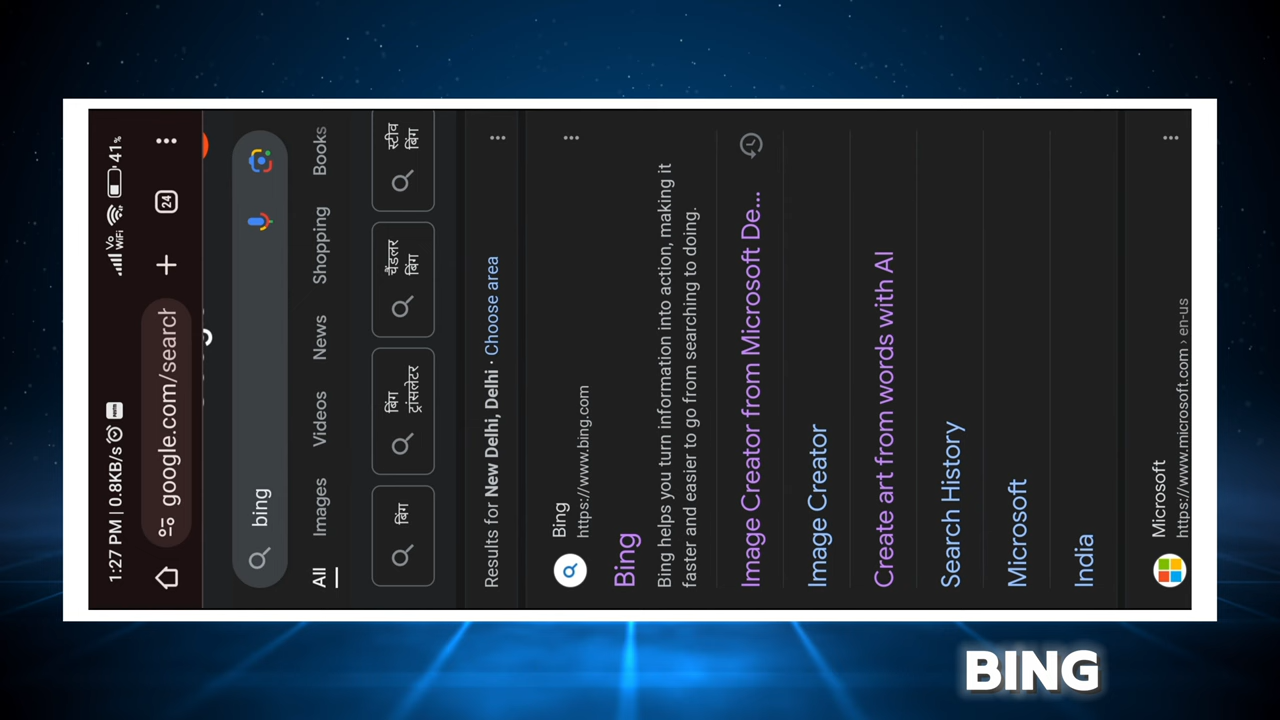 1:27 PM | 0.8KB/s
Vo
WiFi
41%
google.com/search
24
bing
All
Images
Videos
News
Shopping
Books
बिंग
बिंग
ट्रांसलेटर
चैंडलर
बिंग
स्टीव
बिंग
Results for New Delhi, Delhi · Choose area
Bing
https://www.bing.com
Bing
Bing helps you turn information into action, making it
faster and easier to go from searching to doing.
Image Creator from Microsoft De...
Image Creator
Create art from words with AI
Search History
Microsoft
India
Microsoft
https://www.microsoft.com › en-us
BING